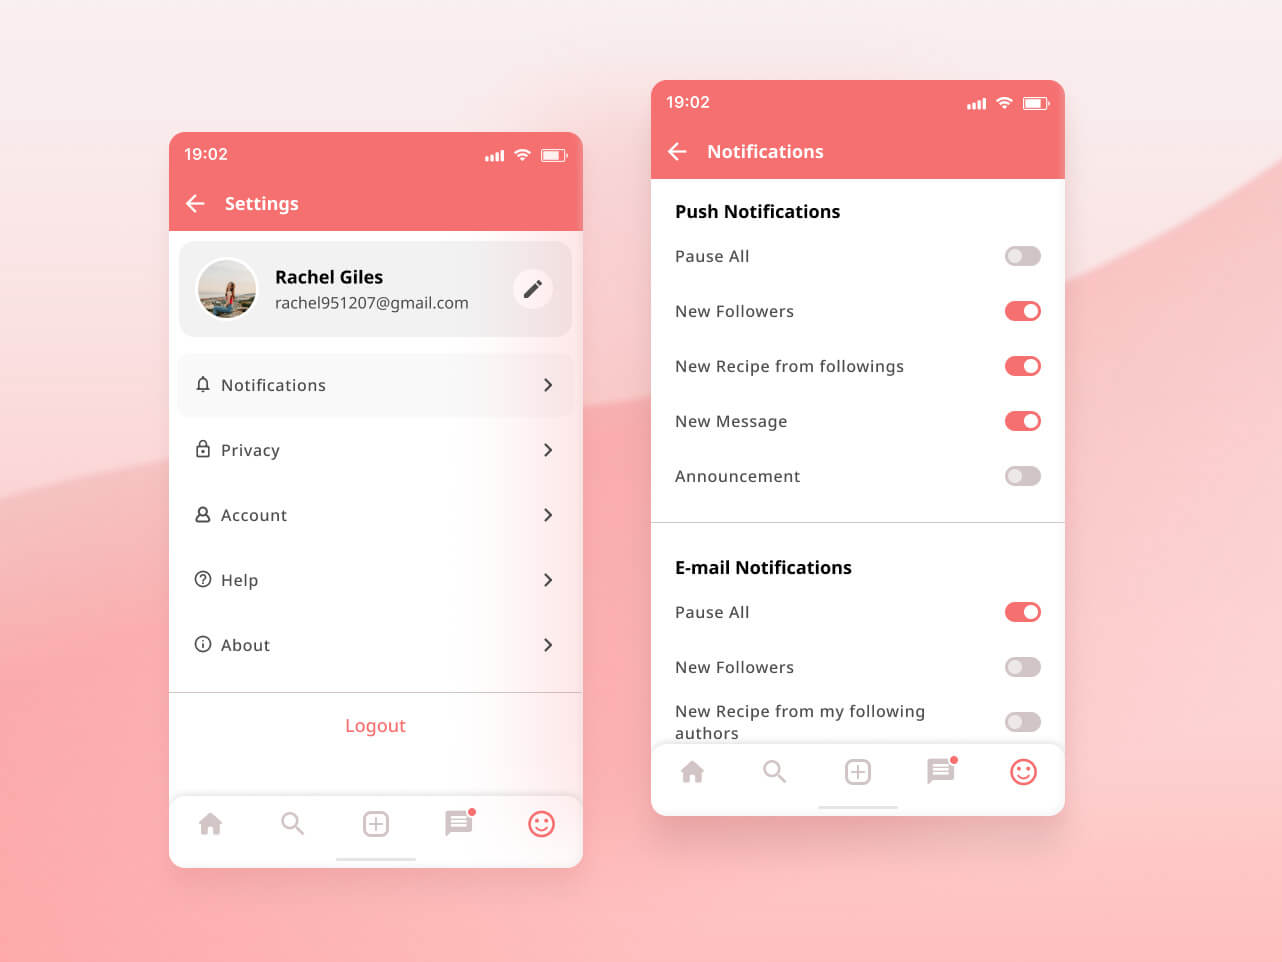 19:02
Settings
Rachel Giles
rachel951207@gmail.com
Notifications
Privacy
Account
Help
About
Logout
19:02
Notifications
Push Notifications
Pause All
New Followers
New Recipe from followings
New Message
Announcement
E-mail Notifications
Pause All
New Followers
New Recipe from my following
authors